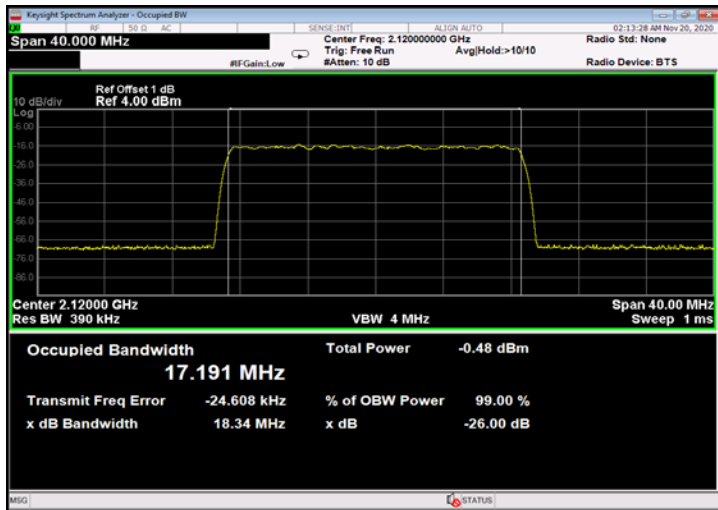 Keysight Spectrum Analyzer - Occupied BW
RF 50 Ω AC SENSE:INT ALIGN AUTO 02:13:28 AM Nov 20, 2020
Span 40.000 MHz Center Freq: 2.120000000 GHz Radio Std: None
Trig: Free Run Avg|Hold:>10/10
#IFGain:Low #Atten: 10 dB Radio Device: BTS
Ref Offset 1 dB
10 dB/div Ref 4.00 dBm
Log
-6.00
-16.0
-26.0
-36.0
-46.0
-56.0
-66.0
-76.0
-86.0
Center 2.12000 GHz Span 40.00 MHz
Res BW 390 kHz VBW 4 MHz Sweep 1 ms
Occupied Bandwidth Total Power -0.48 dBm
17.191 MHz
Transmit Freq Error -24.608 kHz % of OBW Power 99.00 %
x dB Bandwidth 18.34 MHz x dB -26.00 dB
MSG STATUS